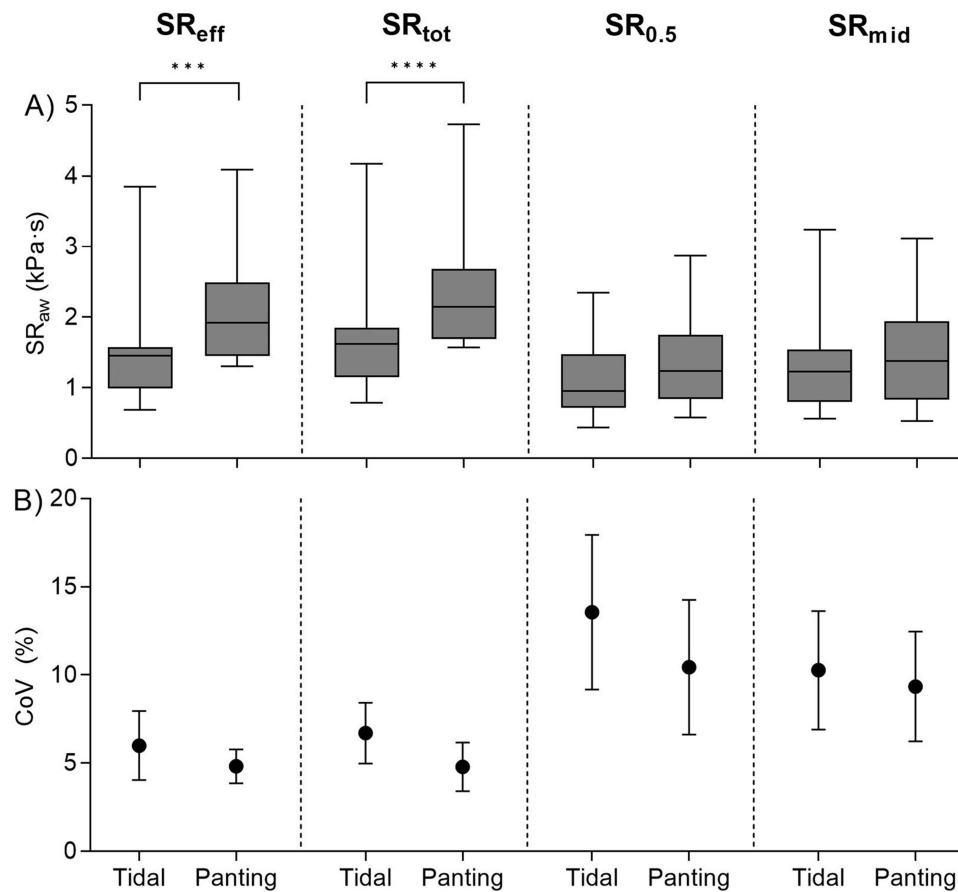 SReff SRtot SR0.5 SRmid
*** ****
A)
5
4
3
2
1
0
SRaw (kPa·s)
B)
20
15
10
5
0
CoV (%)
Tidal Panting Tidal Panting Tidal Panting Tidal Panting